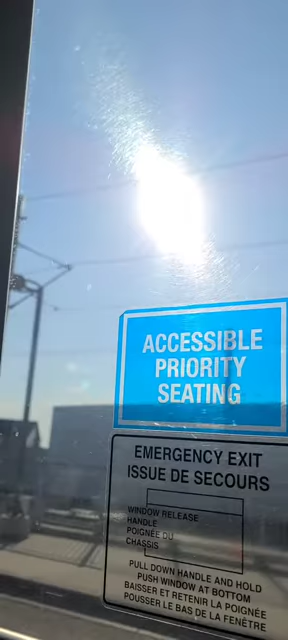 ACCESSIBLE
PRIORITY
SEATING
EMERGENCY EXIT
ISSUE DE SECOURS
WINDOW RELEASE
HANDLE
POIGNÉE DU
CHASSIS
PULL DOWN HANDLE AND HOLD
PUSH WINDOW AT BOTTOM
BAISSER ET RETENIR LA POIGNÉE
POUSSER LE BAS DE LA FENÊTRE